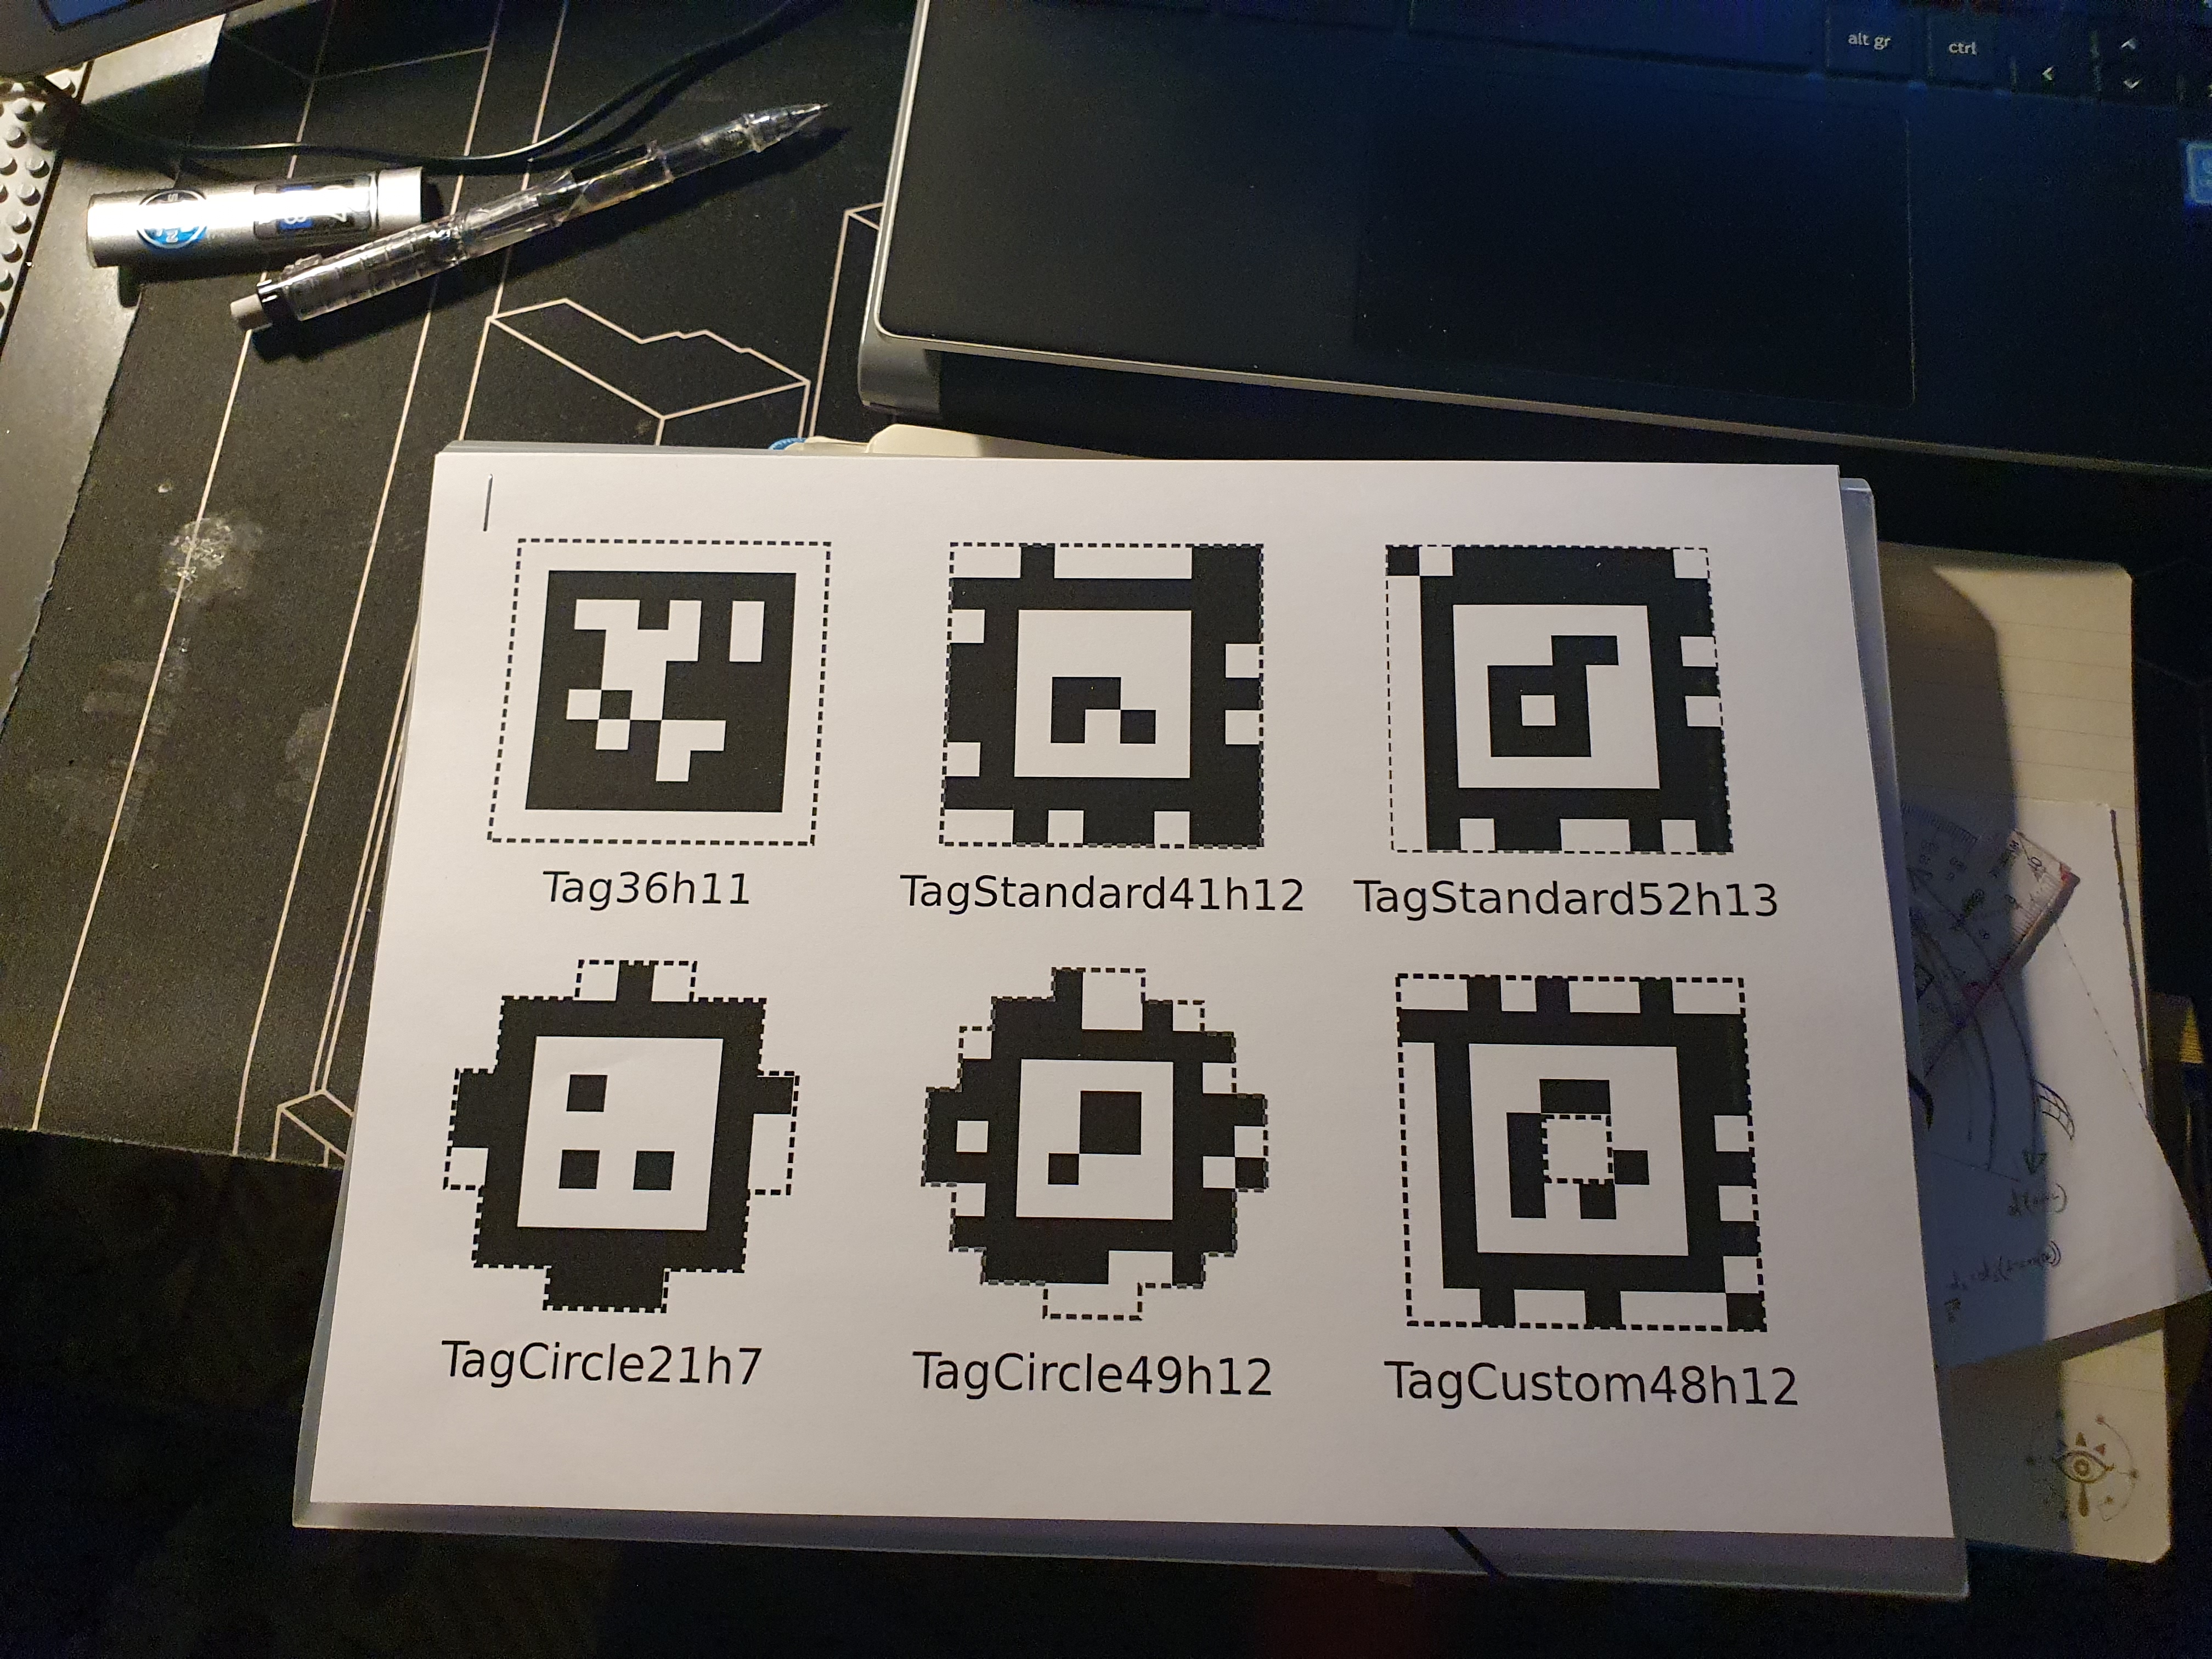 alt gr
ctrl
Tag36h11
TagStandard41h12
TagStandard52h13
TagCircle21h7
TagCircle49h12
TagCustom48h12